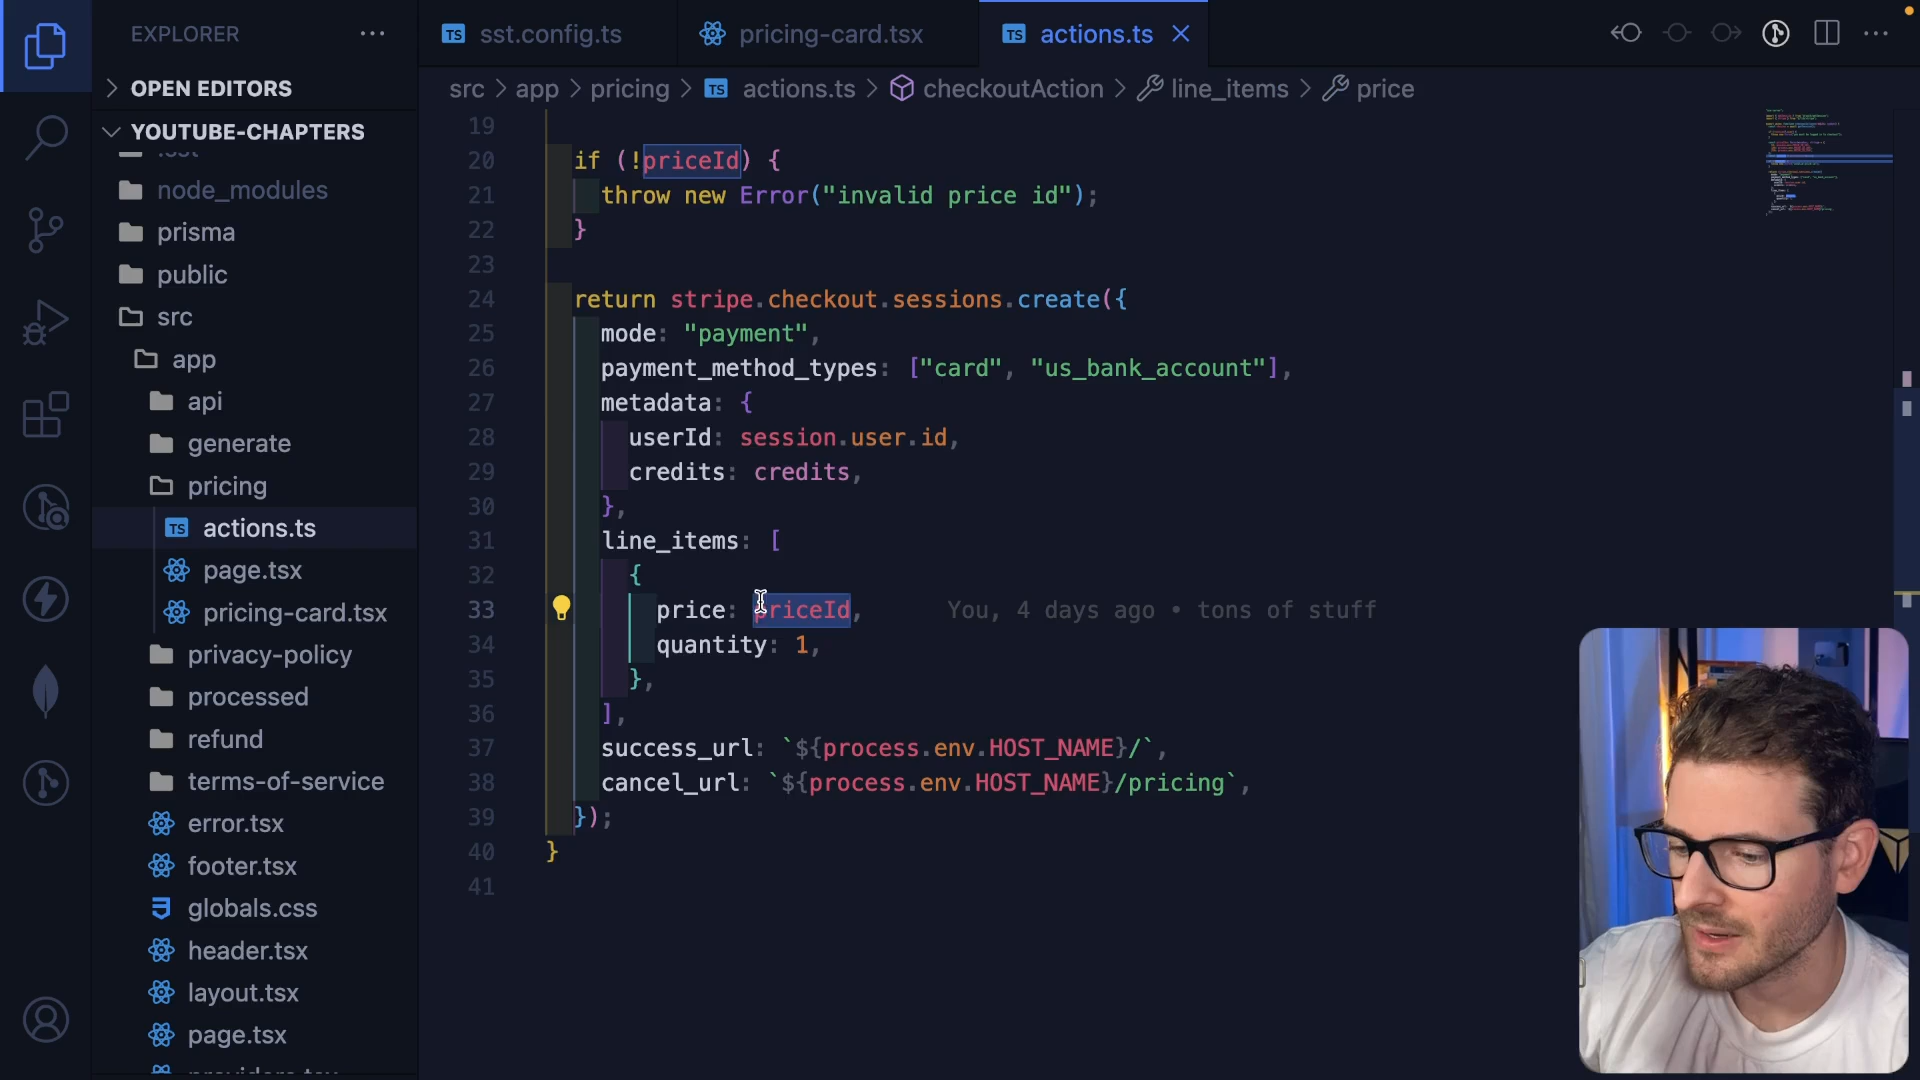 EXPLORER
sst.config.ts
pricing-card.tsx
actions.ts
OPEN EDITORS
src > app > pricing > TS actions.ts > checkoutAction > line_items > price
YOUTUBE-CHAPTERS
node_modules
prisma
public
src
app
api
generate
pricing
TS actions.ts
page.tsx
pricing-card.tsx
privacy-policy
processed
refund
terms-of-service
error.tsx
footer.tsx
globals.css
header.tsx
layout.tsx
page.tsx
19
20 if (!priceId) {
21 throw new Error("invalid price id");
22 }
23
24 return stripe.checkout.sessions.create({
25 mode: "payment",
26 payment_method_types: ["card", "us_bank_account"],
27 metadata: {
28 userId: session.user.id,
29 credits: credits,
30 },
31 line_items: [
32 {
33 price: priceId, You, 4 days ago • tons of stuff
34 quantity: 1,
35 },
36 ],
37 success_url: `${process.env.HOST_NAME}/`,
38 cancel_url: `${process.env.HOST_NAME}/pricing`,
39 });
40 }
41